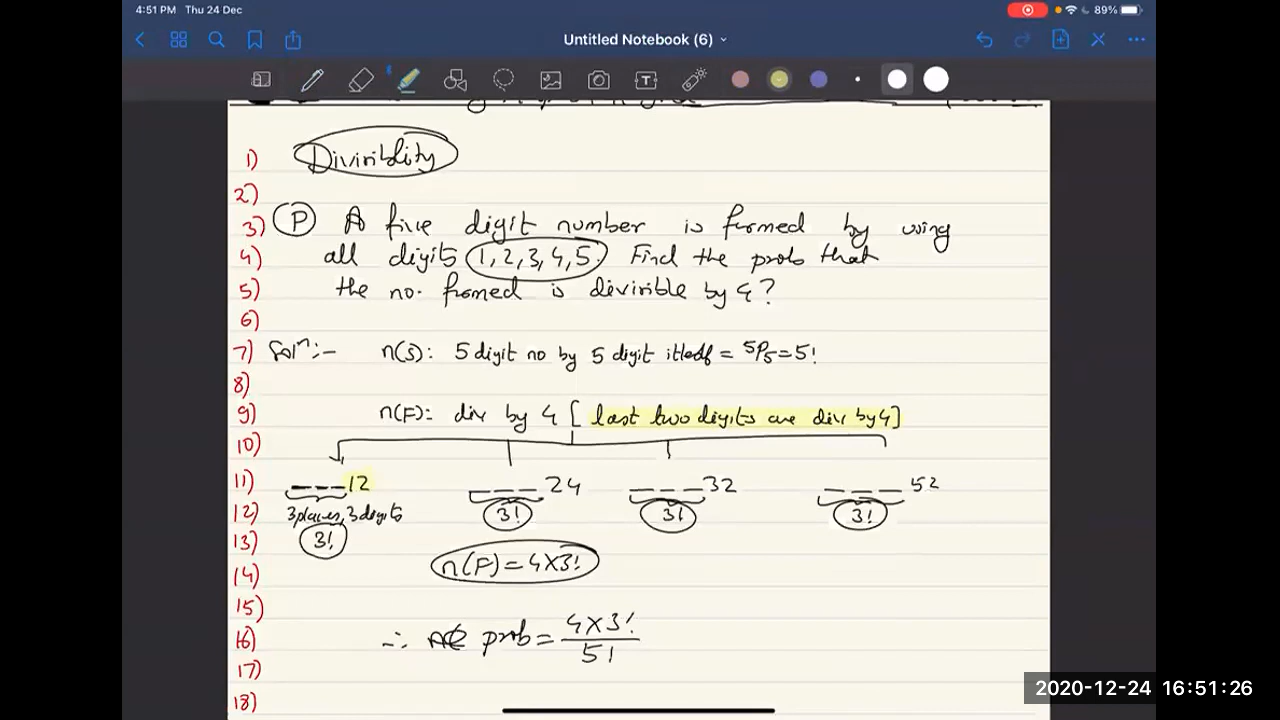 4:51 PM Thu 24 Dec
89%
Untitled Notebook (6)
1) Divisiblity
2)
3) P A five digit number is formed by using
4) all digits 1, 2, 3, 4, 5. Find the prob that
5) the no. formed is divisible by 4?
6)
7) Solⁿ:- n(S): 5 digit no by 5 digit itself = ⁵P₅ = 5!
8)
9) n(F): div by 4 [last two digits are div by 4]
10)
11) _ _ _ 12 _ _ _ 24 _ _ _ 32 _ _ _ 52
12) 3 places, 3 digits 3! 3! 3!
13) 3!
14) n(F) = 4×3!
15)
16) ∴ prob = 4×3! / 5!
17)
18)
2020-12-24 16:51:26